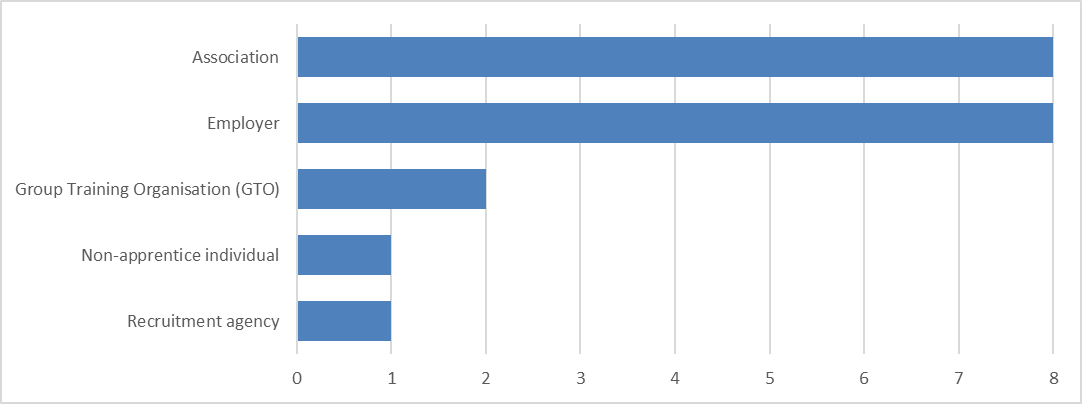 Association
Employer
Group Training Organisation (GTO)
Non-apprentice individual
Recruitment agency
0 1 2 3 4 5 6 7 8